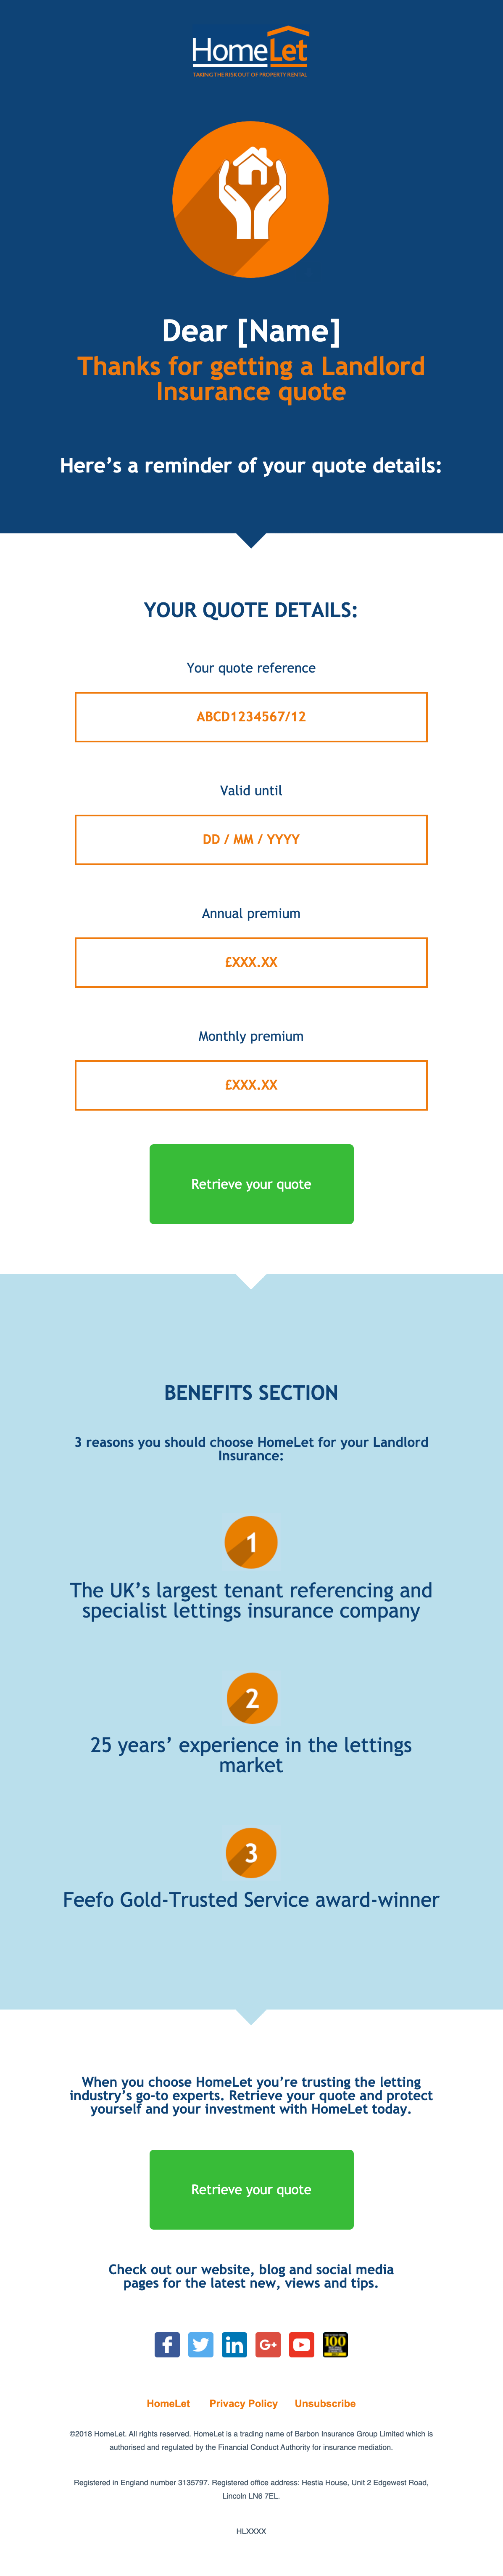 HomeLet
TAKING THE RISK OUT OF PROPERTY RENTAL
Dear [Name]
Thanks for getting a Landlord
Insurance quote
Here’s a reminder of your quote details:
YOUR QUOTE DETAILS:
Your quote reference
ABCD1234567/12
Valid until
DD / MM / YYYY
Annual premium
£XXX.XX
Monthly premium
£XXX.XX
Retrieve your quote
BENEFITS SECTION
3 reasons you should choose HomeLet for your Landlord
Insurance:
1
The UK’s largest tenant referencing and
specialist lettings insurance company
2
25 years’ experience in the lettings
market
3
Feefo Gold-Trusted Service award-winner
When you choose HomeLet you’re trusting the letting
industry’s go-to experts. Retrieve your quote and protect
yourself and your investment with HomeLet today.
Retrieve your quote
Check out our website, blog and social media
pages for the latest new, views and tips.
f
in
G+
100
HomeLet Privacy Policy Unsubscribe
©2018 HomeLet. All rights reserved. HomeLet is a trading name of Barbon Insurance Group Limited which is
authorised and regulated by the Financial Conduct Authority for insurance mediation.
Registered in England number 3135797. Registered office address: Hestia House, Unit 2 Edgewest Road,
Lincoln LN6 7EL.
HLXXXX